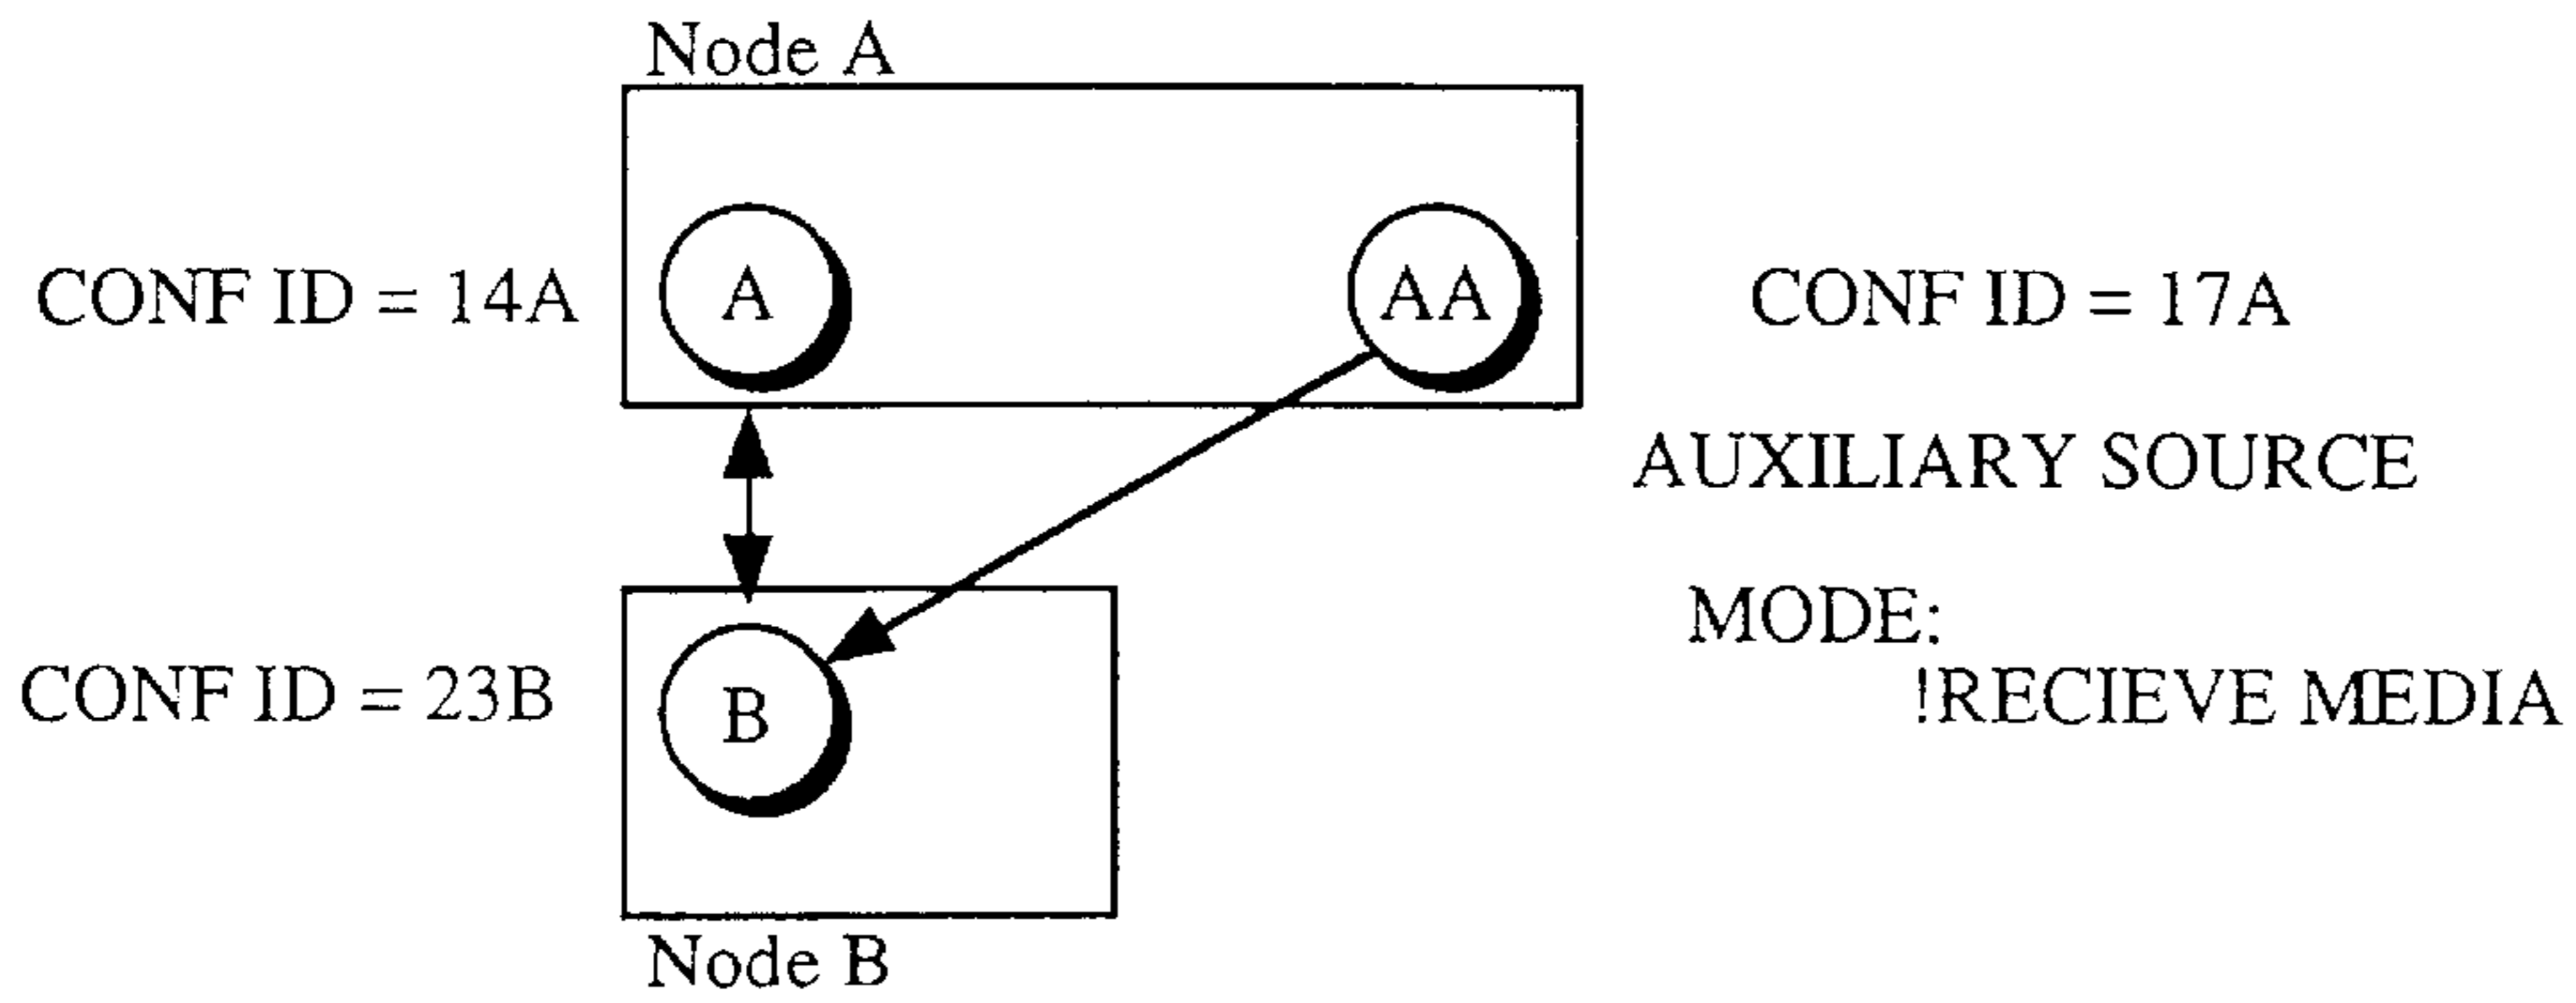 Node A
CONF ID = 14A
A
AA
CONF ID = 17A
AUXILIARY SOURCE
MODE:
!RECIEVE MEDIA
CONF ID = 23B
B
Node B